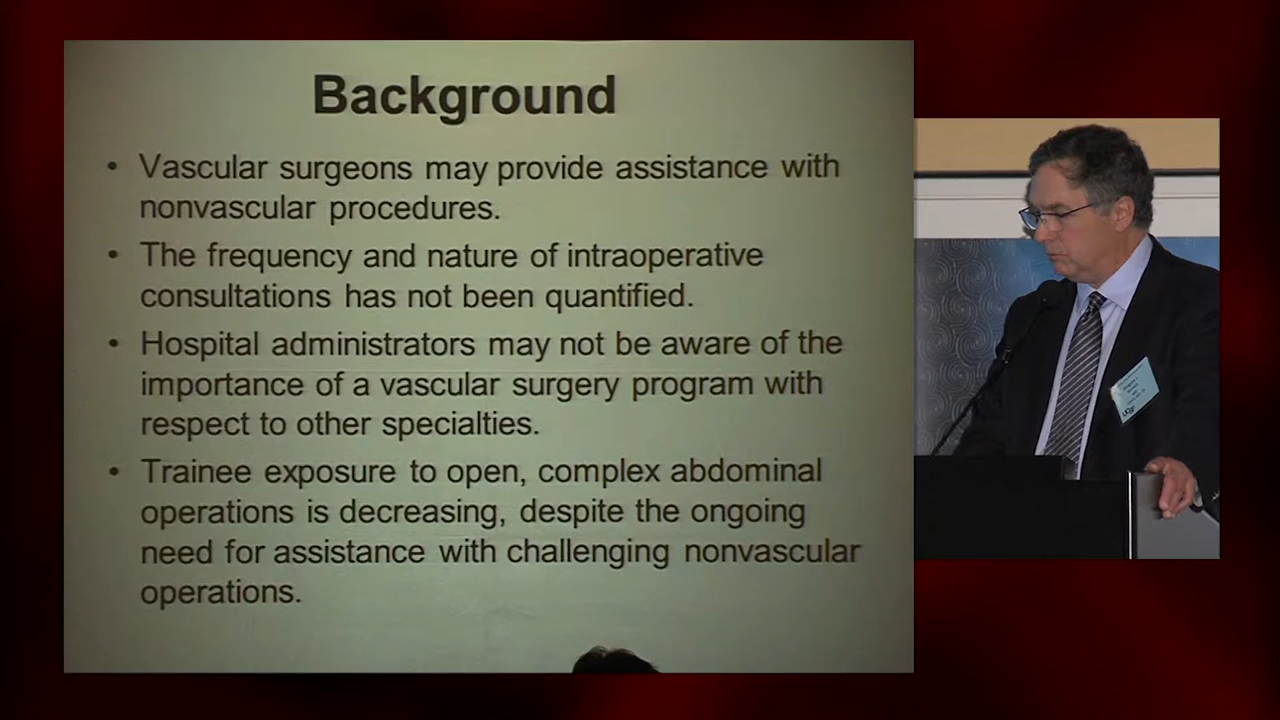 Background
• Vascular surgeons may provide assistance with
nonvascular procedures.
• The frequency and nature of intraoperative
consultations has not been quantified.
• Hospital administrators may not be aware of the
importance of a vascular surgery program with
respect to other specialties.
• Trainee exposure to open, complex abdominal
operations is decreasing, despite the ongoing
need for assistance with challenging nonvascular
operations.
UCSF